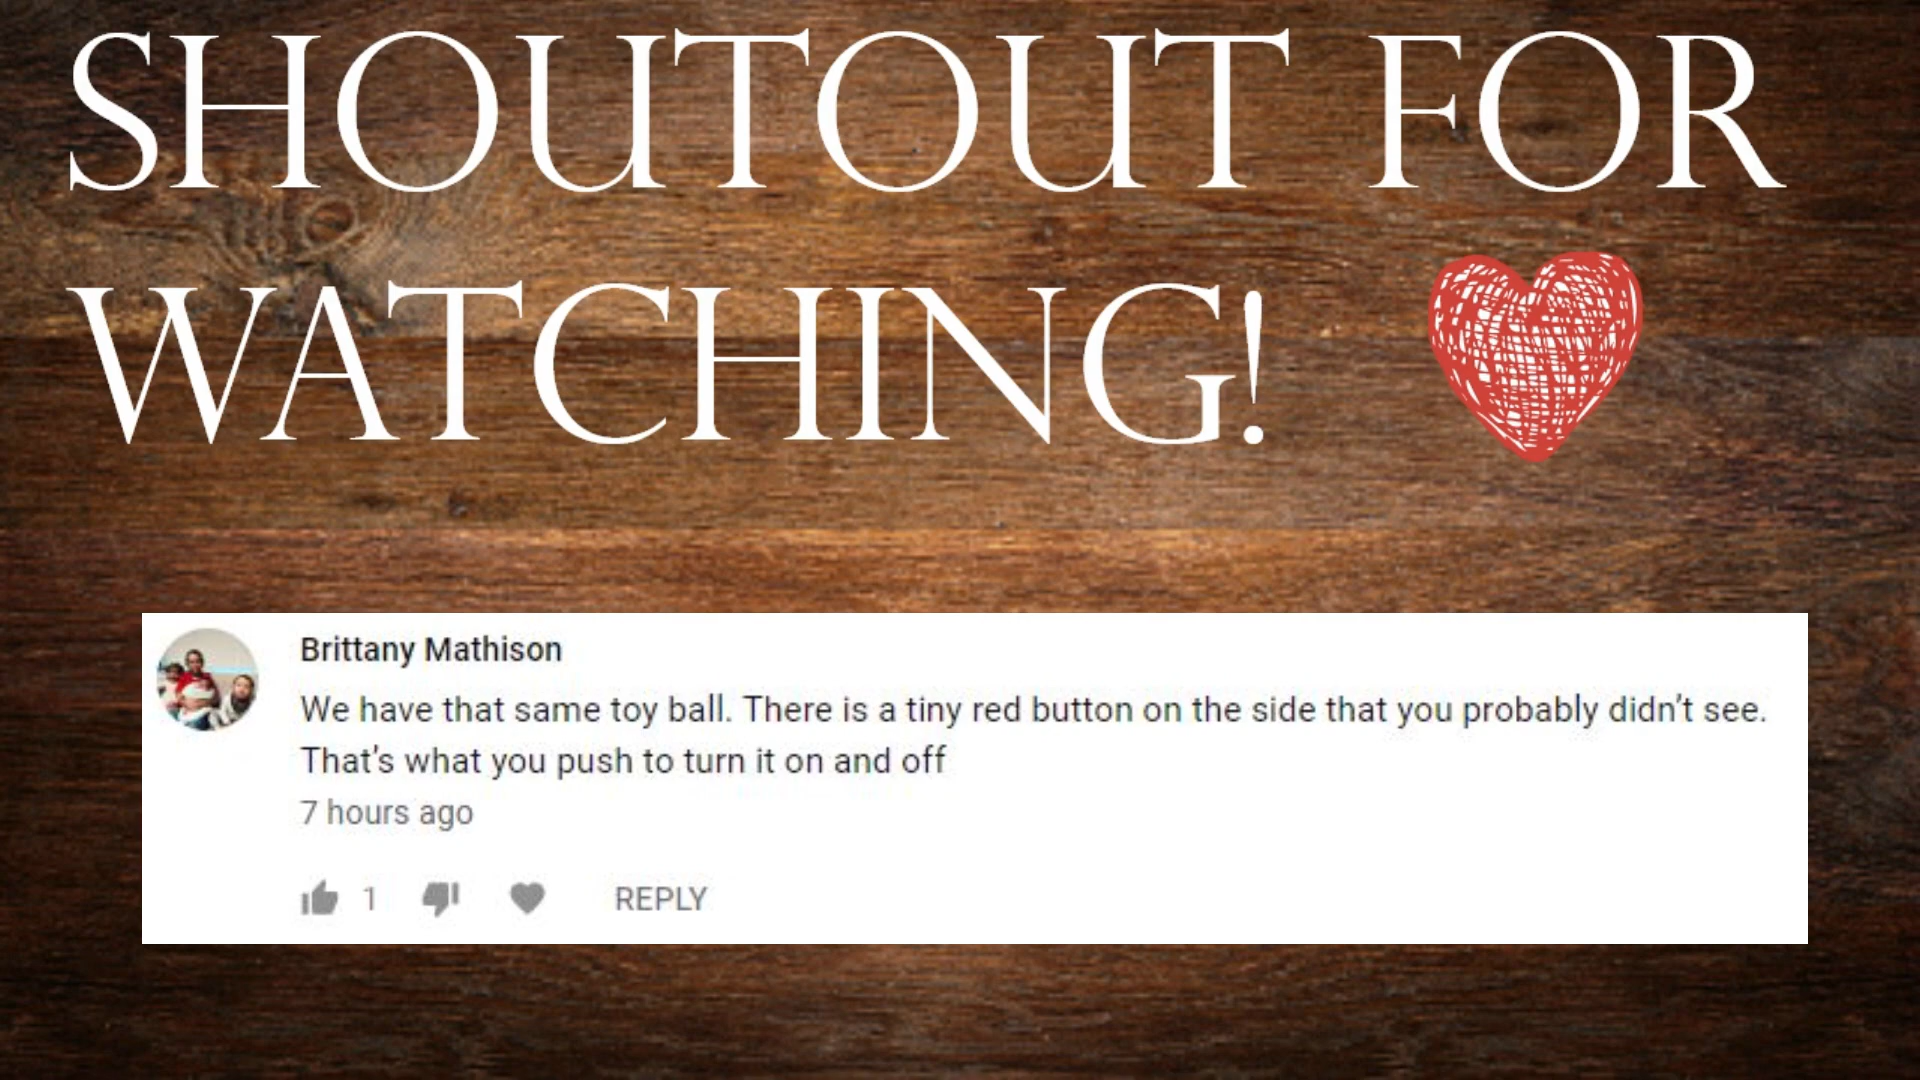 SHOUTOUT FOR
WATCHING!
Brittany Mathison
We have that same toy ball. There is a tiny red button on the side that you probably didn't see.
That's what you push to turn it on and off
7 hours ago
1 REPLY